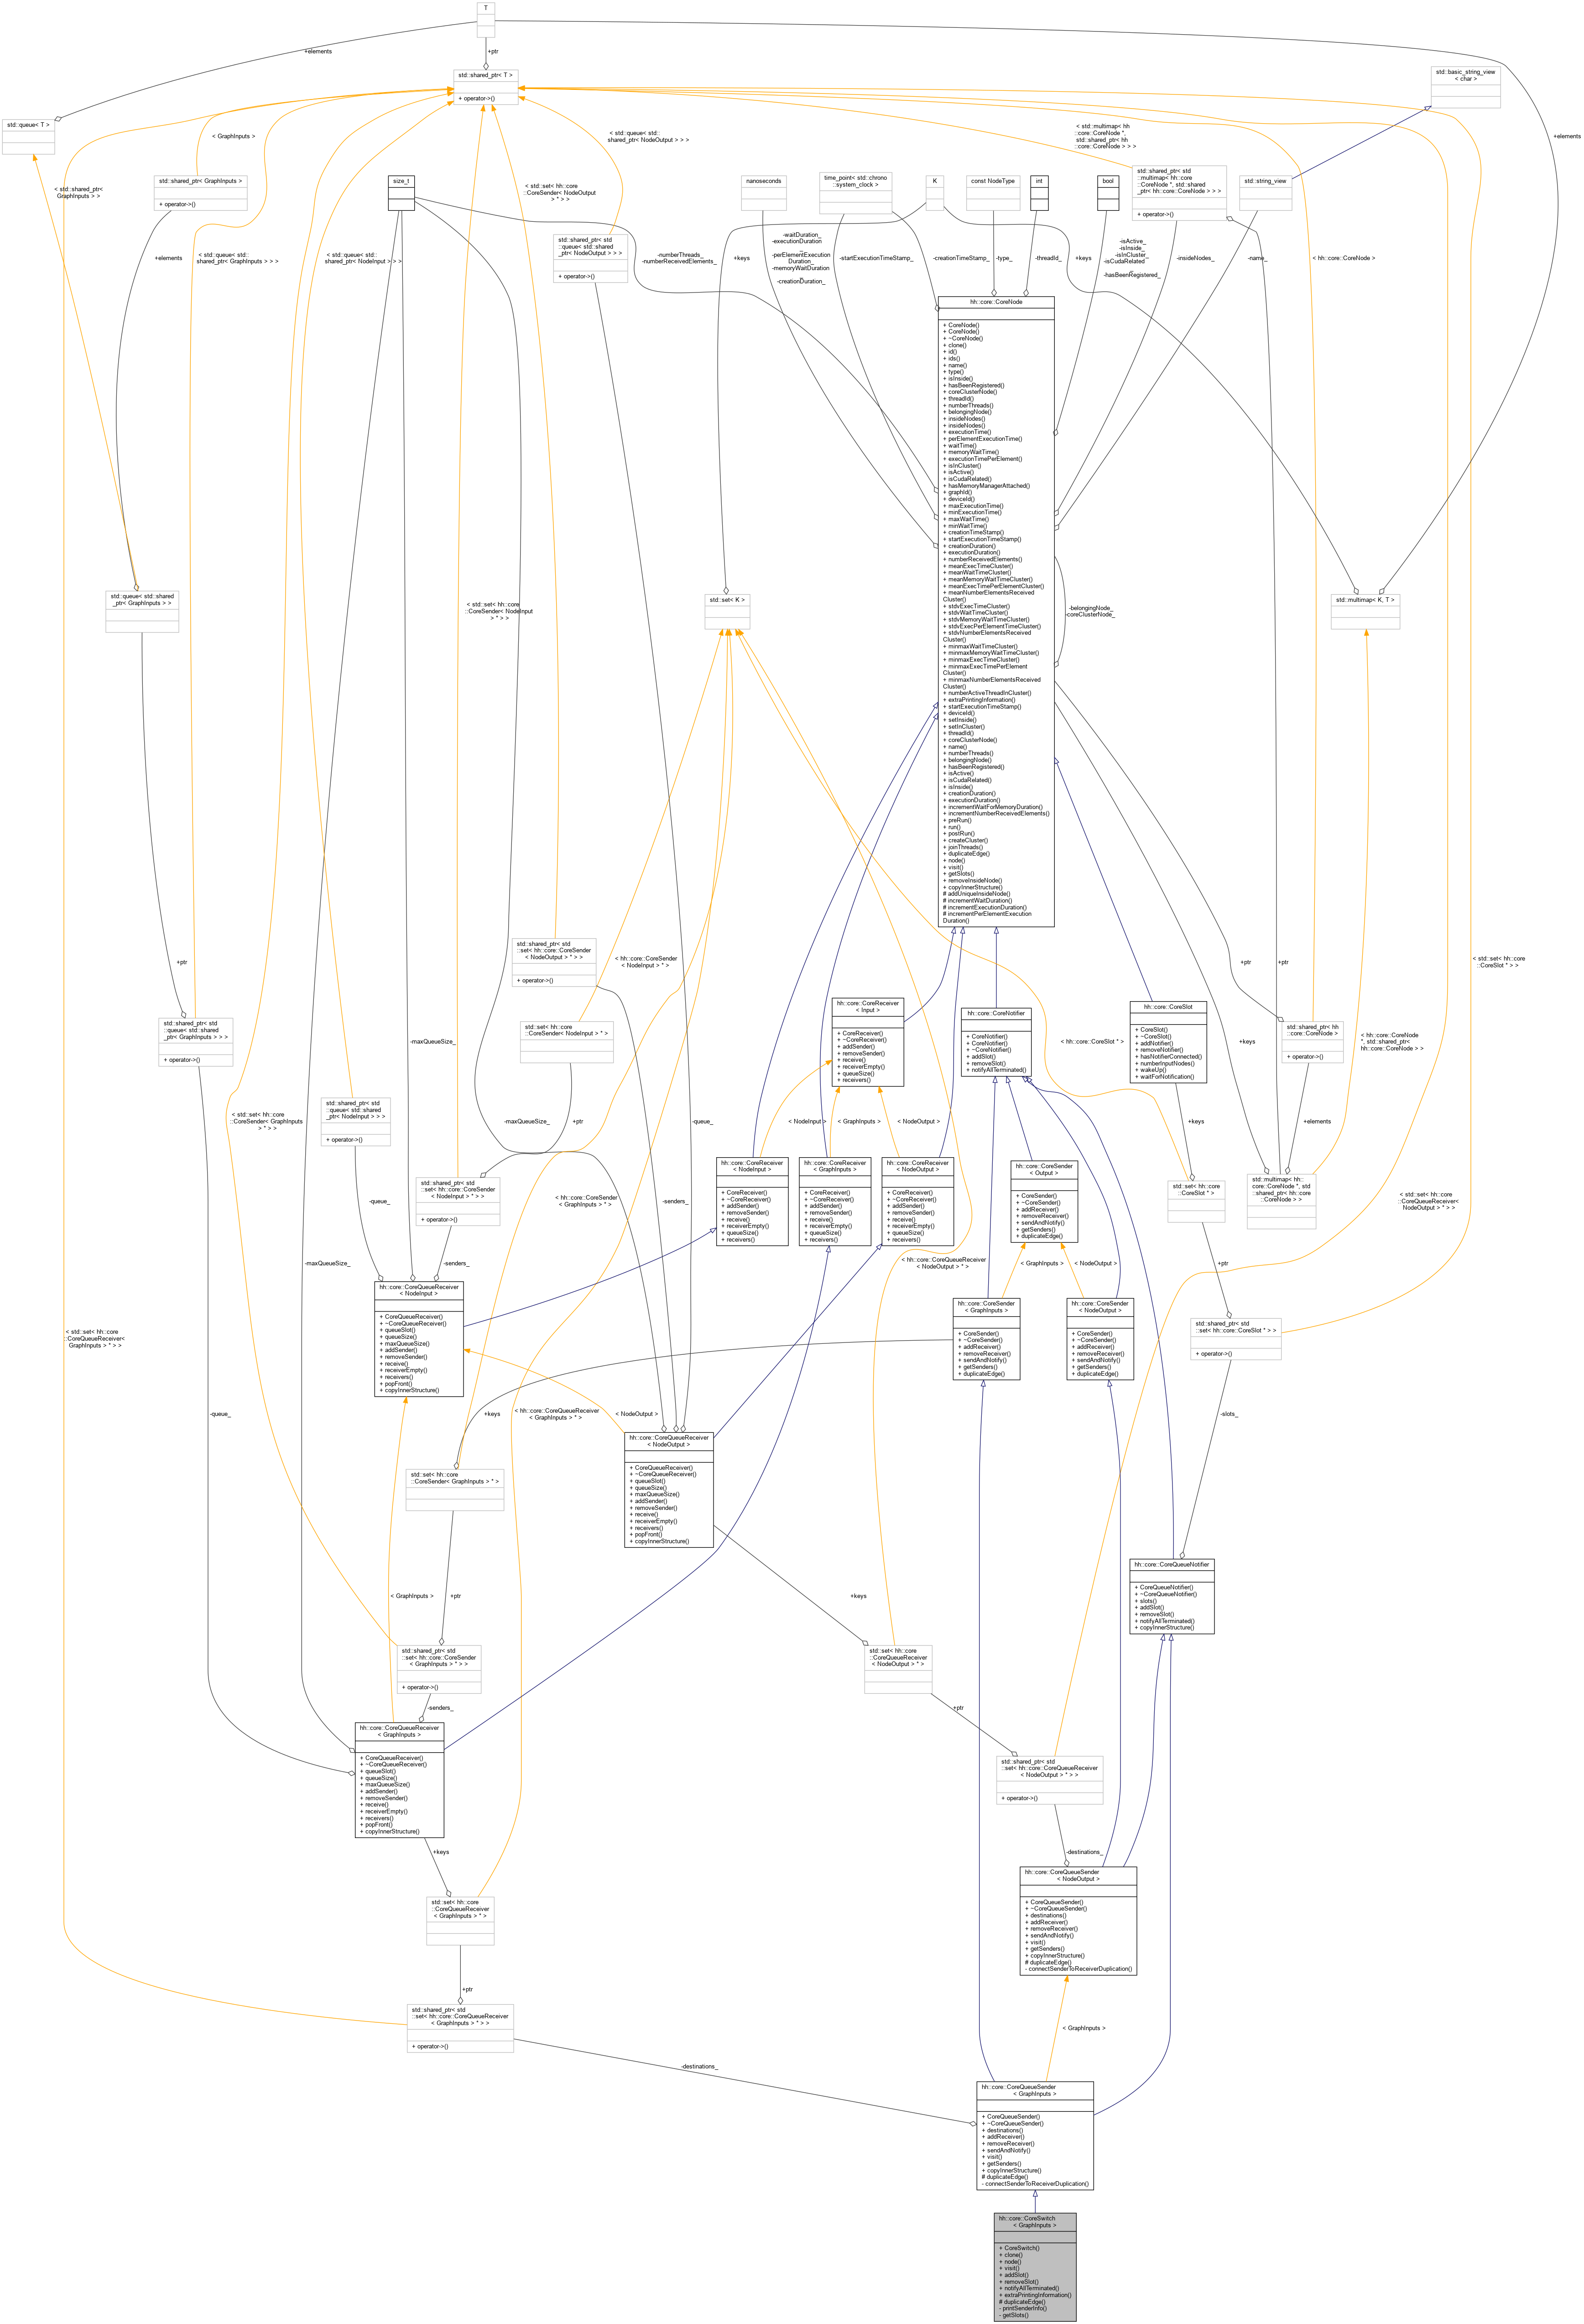 T
+elements
+ptr
std::shared_ptr< T >
+ operator->()
std::basic_string_view
< char >
std::queue< T >
< GraphInputs >
< std::queue< std::
shared_ptr< NodeOutput > > >
< std::multimap< hh
::core::CoreNode *,
std::shared_ptr< hh
::core::CoreNode > > >
+elements
< std::shared_ptr<
GraphInputs > >
std::shared_ptr< GraphInputs >
+ operator->()
size_t
< std::set< hh::core
::CoreSender< NodeOutput
> * > >
nanoseconds
time_point< std::chrono
::system_clock >
K
const NodeType
int
bool
std::shared_ptr< std
::multimap< hh::core
::CoreNode *, std::shared
_ptr< hh::core::CoreNode > > >
+ operator->()
std::string_view
+elements
< std::queue< std::
shared_ptr< GraphInputs > > >
< std::queue< std::
shared_ptr< NodeInput > > >
std::shared_ptr< std
::queue< std::shared
_ptr< NodeOutput > > >
+ operator->()
-numberThreads_
-numberReceivedElements_
+keys
-waitDuration_
-executionDuration
_
-perElementExecution
Duration_
-memoryWaitDuration
_
-creationDuration_
-startExecutionTimeStamp_
-creationTimeStamp_
-type_
-threadId_
+keys
-isActive_
-isInside_
-isInCluster_
-isCudaRelated
_
-hasBeenRegistered_
-insideNodes_
-name_
< hh::core::CoreNode >
hh::core::CoreNode
+ CoreNode()
+ CoreNode()
+ ~CoreNode()
+ clone()
+ id()
+ ids()
+ name()
+ type()
+ isInside()
+ hasBeenRegistered()
+ coreClusterNode()
+ threadId()
+ numberThreads()
+ belongingNode()
+ insideNodes()
+ insideNodes()
+ executionTime()
+ perElementExecutionTime()
+ waitTime()
+ memoryWaitTime()
+ executionTimePerElement()
+ isInCluster()
+ isActive()
+ isCudaRelated()
+ hasMemoryManagerAttached()
+ graphId()
+ deviceId()
+ maxExecutionTime()
+ minExecutionTime()
+ maxWaitTime()
+ minWaitTime()
+ creationTimeStamp()
+ startExecutionTimeStamp()
+ creationDuration()
+ executionDuration()
+ numberReceivedElements()
+ meanExecTimeCluster()
+ meanWaitTimeCluster()
+ meanMemoryWaitTimeCluster()
+ meanExecTimePerElementCluster()
+ meanNumberElementsReceived
Cluster()
+ stdvExecTimeCluster()
+ stdvWaitTimeCluster()
+ stdvMemoryWaitTimeCluster()
+ stdvExecPerElementTimeCluster()
+ stdvNumberElementsReceived
Cluster()
+ minmaxWaitTimeCluster()
+ minmaxMemoryWaitTimeCluster()
+ minmaxExecTimeCluster()
+ minmaxExecTimePerElement
Cluster()
+ minmaxNumberElementsReceived
Cluster()
+ numberActiveThreadInCluster()
+ extraPrintingInformation()
+ startExecutionTimeStamp()
+ deviceId()
+ setInside()
+ setInCluster()
+ threadId()
+ coreClusterNode()
+ name()
+ numberThreads()
+ belongingNode()
+ hasBeenRegistered()
+ isActive()
+ isCudaRelated()
+ isInside()
+ creationDuration()
+ executionDuration()
+ incrementWaitForMemoryDuration()
+ incrementNumberReceivedElements()
+ preRun()
+ run()
+ postRun()
+ createCluster()
+ joinThreads()
+ duplicateEdge()
+ node()
+ visit()
+ getSlots()
+ removeInsideNode()
+ copyInnerStructure()
# addUniqueInsideNode()
# incrementWaitDuration()
# incrementExecutionDuration()
# incrementPerElementExecution
Duration()
-belongingNode_
-coreClusterNode_
std::queue< std::shared
_ptr< GraphInputs > >
< std::set< hh::core
::CoreSender< NodeInput
> * > >
std::set< K >
std::multimap< K, T >
+ptr
std::shared_ptr< std
::set< hh::core::CoreSender
< NodeOutput > * > >
+ operator->()
< hh::core::CoreSender
< NodeInput > * >
+ptr
+ptr
< std::set< hh::core
::CoreSlot * > >
std::shared_ptr< std
::queue< std::shared
_ptr< GraphInputs > > >
+ operator->()
-maxQueueSize_
std::set< hh::core
::CoreSender< NodeInput > * >
hh::core::CoreReceiver
< Input >
+ CoreReceiver()
+ ~CoreReceiver()
+ addSender()
+ removeSender()
+ receive()
+ receiverEmpty()
+ queueSize()
+ receivers()
hh::core::CoreNotifier
+ CoreNotifier()
+ CoreNotifier()
+ ~CoreNotifier()
+ addSlot()
+ removeSlot()
+ notifyAllTerminated()
< hh::core::CoreSlot * >
hh::core::CoreSlot
+ CoreSlot()
+ ~CoreSlot()
+ addNotifier()
+ removeNotifier()
+ hasNotifierConnected()
+ numberInputNodes()
+ wakeUp()
+ waitForNotification()
+keys
std::shared_ptr< hh
::core::CoreNode >
+ operator->()
< hh::core::CoreNode
*, std::shared_ptr<
hh::core::CoreNode > >
< std::set< hh::core
::CoreSender< GraphInputs
> * > >
std::shared_ptr< std
::queue< std::shared
_ptr< NodeInput > > >
+ operator->()
+ptr
-maxQueueSize_
-queue_
< NodeInput >
< GraphInputs >
< NodeOutput >
+keys
+elements
-queue_
std::shared_ptr< std
::set< hh::core::CoreSender
< NodeInput > * > >
+ operator->()
< hh::core::CoreSender
< GraphInputs > * >
-senders_
hh::core::CoreReceiver
< NodeInput >
+ CoreReceiver()
+ ~CoreReceiver()
+ addSender()
+ removeSender()
+ receive()
+ receiverEmpty()
+ queueSize()
+ receivers()
hh::core::CoreReceiver
< GraphInputs >
+ CoreReceiver()
+ ~CoreReceiver()
+ addSender()
+ removeSender()
+ receive()
+ receiverEmpty()
+ queueSize()
+ receivers()
hh::core::CoreReceiver
< NodeOutput >
+ CoreReceiver()
+ ~CoreReceiver()
+ addSender()
+ removeSender()
+ receive()
+ receiverEmpty()
+ queueSize()
+ receivers()
hh::core::CoreSender
< Output >
+ CoreSender()
+ ~CoreSender()
+ addReceiver()
+ removeReceiver()
+ sendAndNotify()
+ getSenders()
+ duplicateEdge()
std::set< hh::core
::CoreSlot * >
std::multimap< hh::
core::CoreNode *, std
::shared_ptr< hh::core
::CoreNode > >
< std::set< hh::core
::CoreQueueReceiver<
NodeOutput > * > >
-maxQueueSize_
-senders_
< hh::core::CoreQueueReceiver
< NodeOutput > * >
< GraphInputs >
< NodeOutput >
+ptr
hh::core::CoreQueueReceiver
< NodeInput >
+ CoreQueueReceiver()
+ ~CoreQueueReceiver()
+ queueSlot()
+ queueSize()
+ maxQueueSize()
+ addSender()
+ removeSender()
+ receive()
+ receiverEmpty()
+ receivers()
+ popFront()
+ copyInnerStructure()
hh::core::CoreSender
< GraphInputs >
+ CoreSender()
+ ~CoreSender()
+ addReceiver()
+ removeReceiver()
+ sendAndNotify()
+ getSenders()
+ duplicateEdge()
hh::core::CoreSender
< NodeOutput >
+ CoreSender()
+ ~CoreSender()
+ addReceiver()
+ removeReceiver()
+ sendAndNotify()
+ getSenders()
+ duplicateEdge()
std::shared_ptr< std
::set< hh::core::CoreSlot * > >
+ operator->()
< std::set< hh::core
::CoreQueueReceiver<
GraphInputs > * > >
-queue_
+keys
< hh::core::CoreQueueReceiver
< GraphInputs > * >
< NodeOutput >
-slots_
hh::core::CoreQueueReceiver
< NodeOutput >
+ CoreQueueReceiver()
+ ~CoreQueueReceiver()
+ queueSlot()
+ queueSize()
+ maxQueueSize()
+ addSender()
+ removeSender()
+ receive()
+ receiverEmpty()
+ receivers()
+ popFront()
+ copyInnerStructure()
std::set< hh::core
::CoreSender< GraphInputs > * >
hh::core::CoreQueueNotifier
+ CoreQueueNotifier()
+ ~CoreQueueNotifier()
+ slots()
+ addSlot()
+ removeSlot()
+ notifyAllTerminated()
+ copyInnerStructure()
< GraphInputs >
+ptr
+keys
std::shared_ptr< std
::set< hh::core::CoreSender
< GraphInputs > * > >
+ operator->()
std::set< hh::core
::CoreQueueReceiver
< NodeOutput > * >
-senders_
+ptr
hh::core::CoreQueueReceiver
< GraphInputs >
+ CoreQueueReceiver()
+ ~CoreQueueReceiver()
+ queueSlot()
+ queueSize()
+ maxQueueSize()
+ addSender()
+ removeSender()
+ receive()
+ receiverEmpty()
+ receivers()
+ popFront()
+ copyInnerStructure()
std::shared_ptr< std
::set< hh::core::CoreQueueReceiver
< NodeOutput > * > >
+ operator->()
+keys
-destinations_
hh::core::CoreQueueSender
< NodeOutput >
+ CoreQueueSender()
+ ~CoreQueueSender()
+ destinations()
+ addReceiver()
+ removeReceiver()
+ sendAndNotify()
+ visit()
+ getSenders()
+ copyInnerStructure()
# duplicateEdge()
- connectSenderToReceiverDuplication()
std::set< hh::core
::CoreQueueReceiver
< GraphInputs > * >
+ptr
std::shared_ptr< std
::set< hh::core::CoreQueueReceiver
< GraphInputs > * > >
+ operator->()
< GraphInputs >
-destinations_
hh::core::CoreQueueSender
< GraphInputs >
+ CoreQueueSender()
+ ~CoreQueueSender()
+ destinations()
+ addReceiver()
+ removeReceiver()
+ sendAndNotify()
+ visit()
+ getSenders()
+ copyInnerStructure()
# duplicateEdge()
- connectSenderToReceiverDuplication()
hh::core::CoreSwitch
< GraphInputs >
+ CoreSwitch()
+ clone()
+ node()
+ visit()
+ addSlot()
+ removeSlot()
+ notifyAllTerminated()
+ extraPrintingInformation()
# duplicateEdge()
- printSenderInfo()
- getSlots()